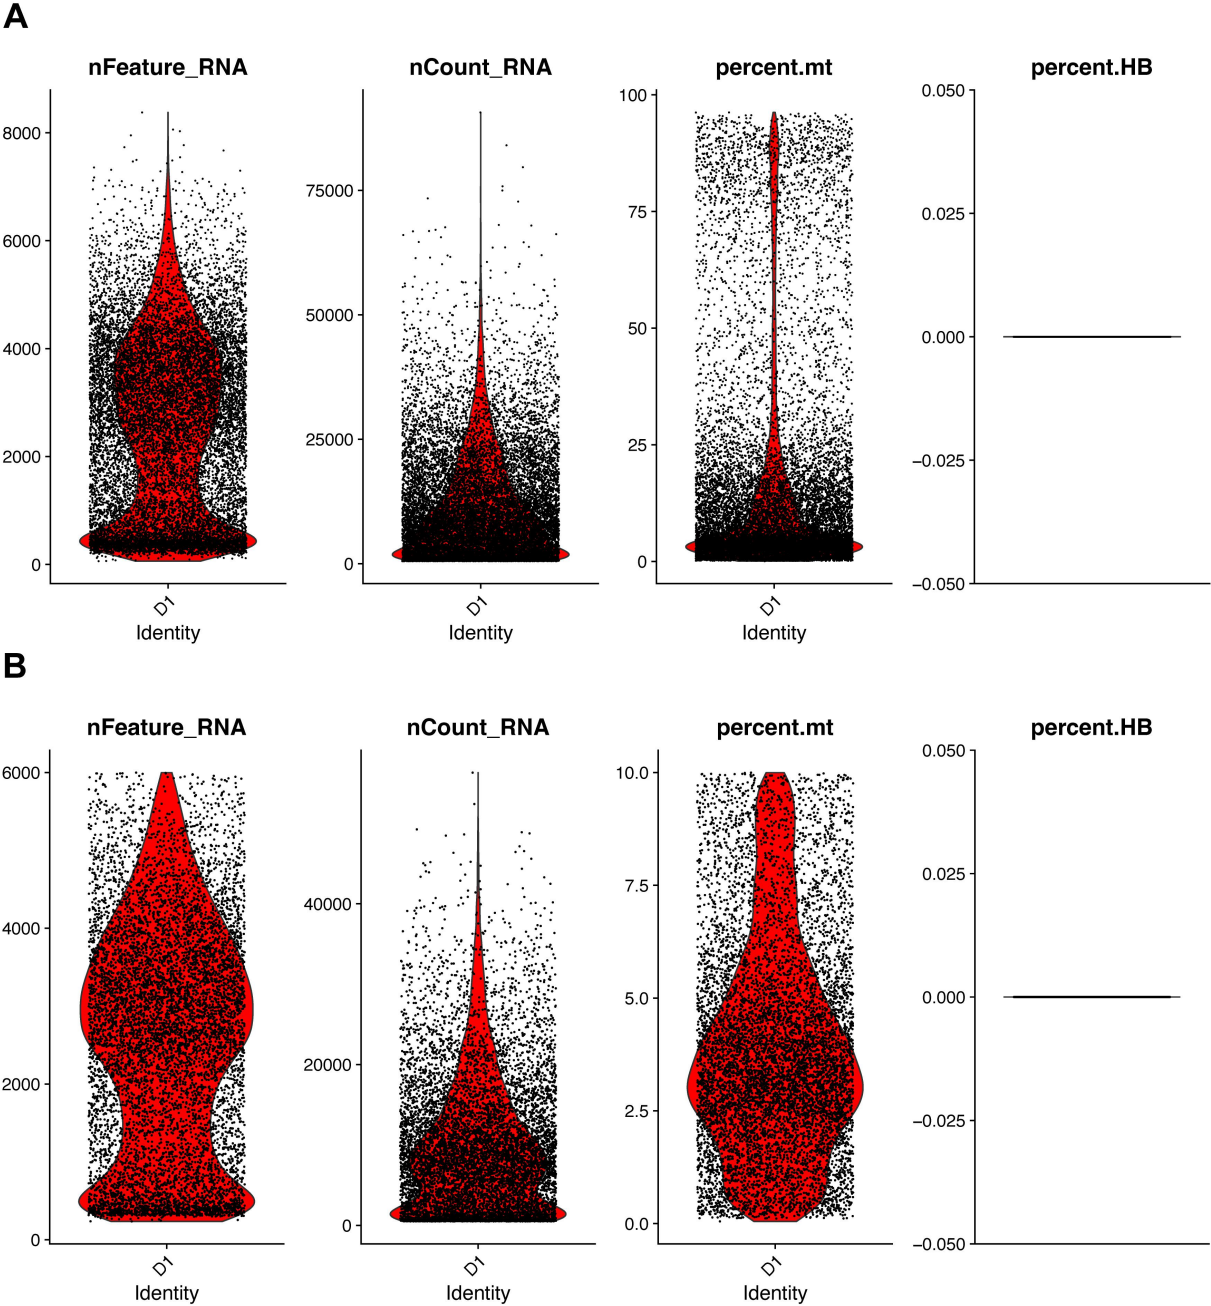 A
nFeature_RNA
nCount_RNA
percent.mt
percent.HB
8000
6000
4000
2000
0
D1
Identity
75000
50000
25000
0
D1
Identity
100
75
50
25
0
D1
Identity
0.050
0.025
0.000
−0.025
−0.050
B
nFeature_RNA
nCount_RNA
percent.mt
percent.HB
6000
4000
2000
0
D1
Identity
40000
20000
0
D1
Identity
10.0
7.5
5.0
2.5
0.0
D1
Identity
0.050
0.025
0.000
−0.025
−0.050